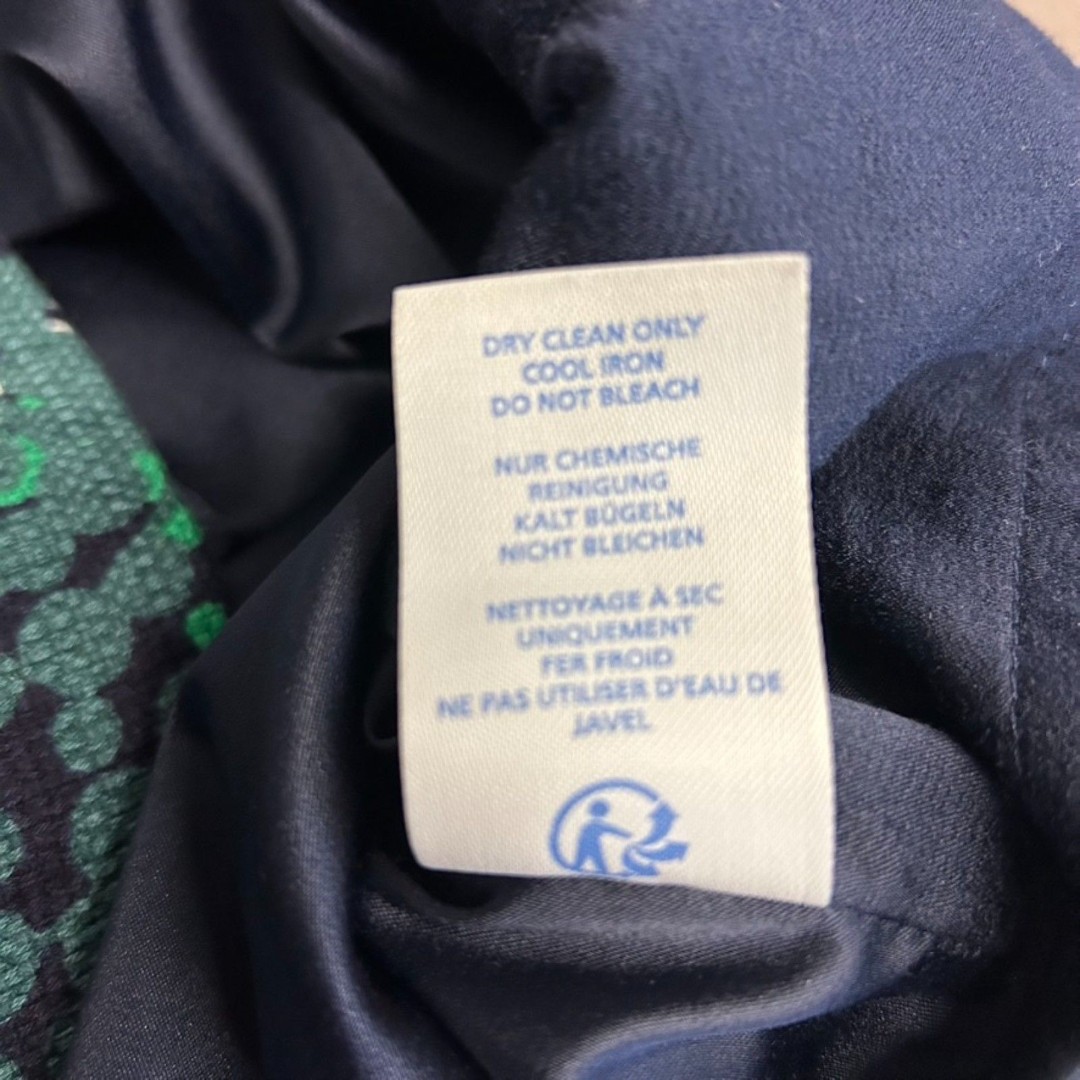 DRY CLEAN ONLY
COOL IRON
DO NOT BLEACH
NUR CHEMISCHE
REINIGUNG
KALT BÜGELN
NICHT BLEICHEN
NETTOYAGE À SEC
UNIQUEMENT
FER FROID
NE PAS UTILISER D'EAU DE
JAVEL